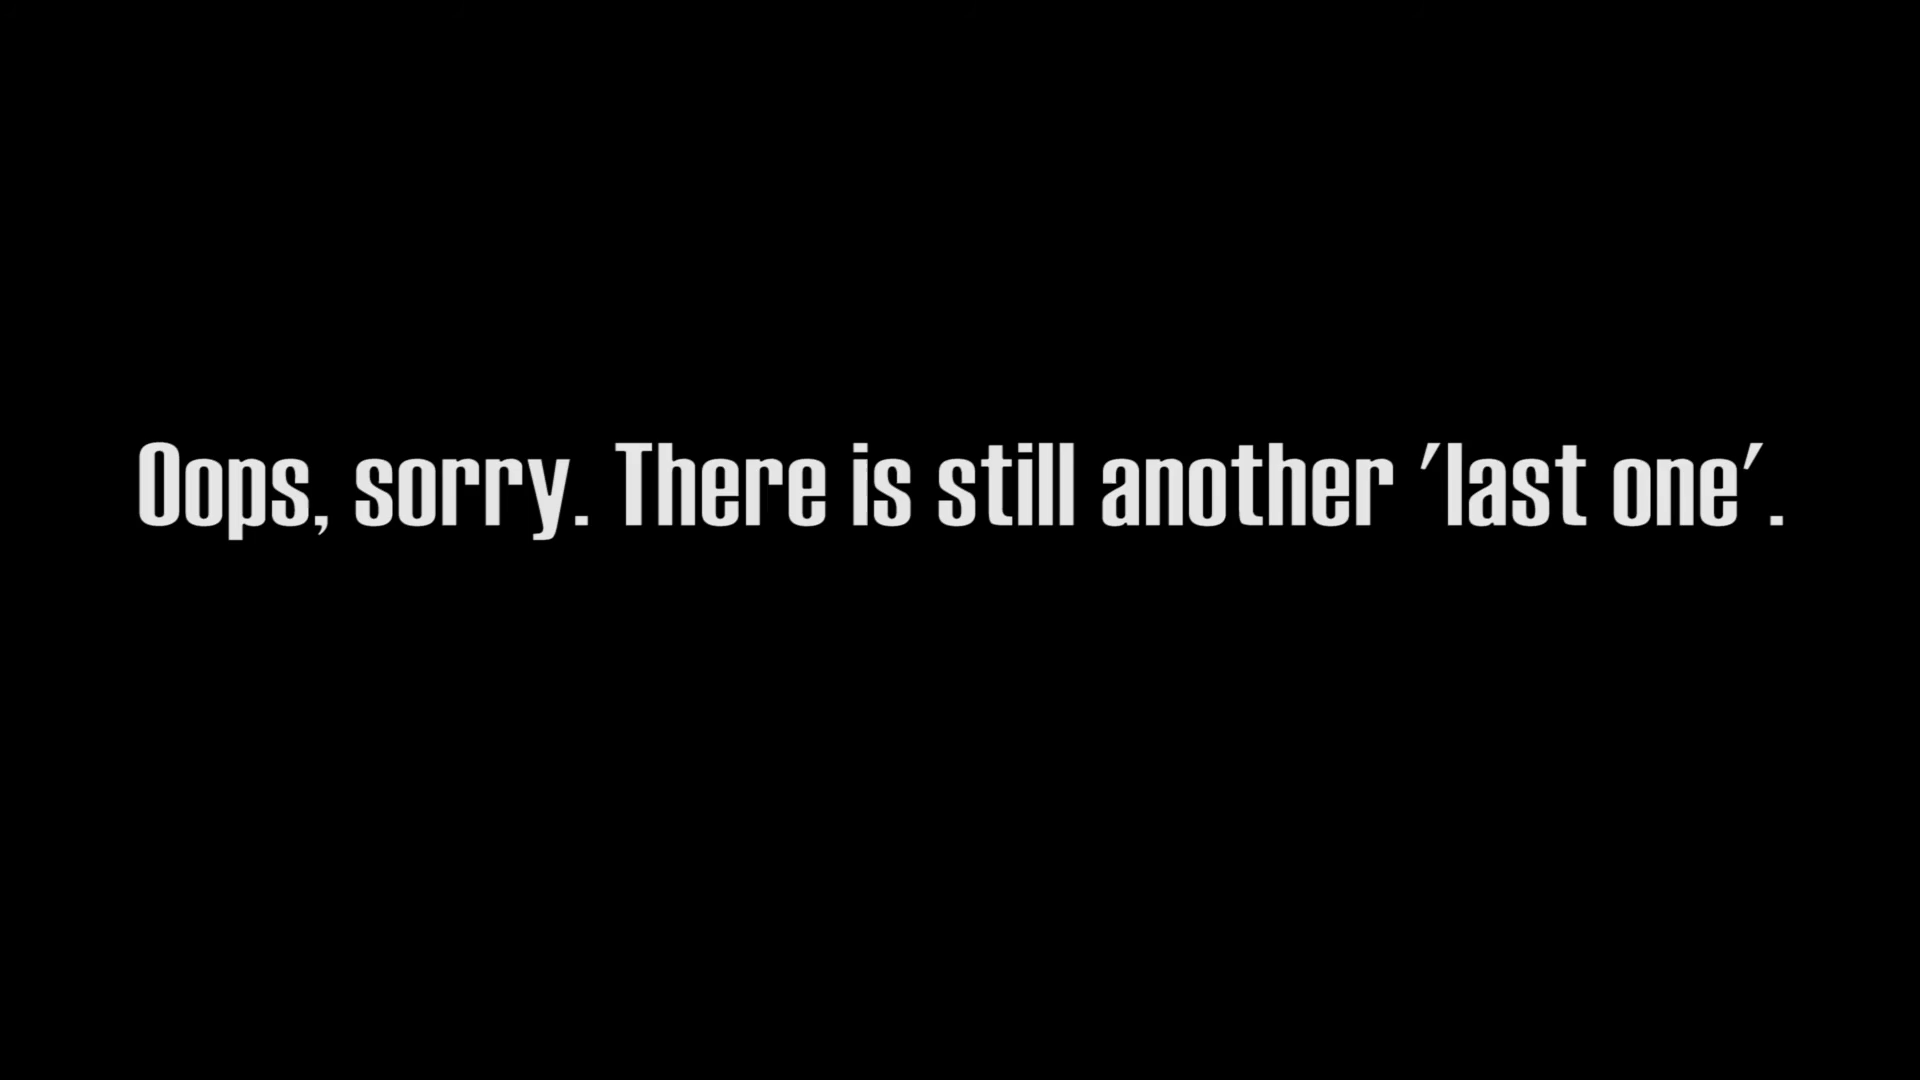 Oops, sorry. There is still another 'last one'.